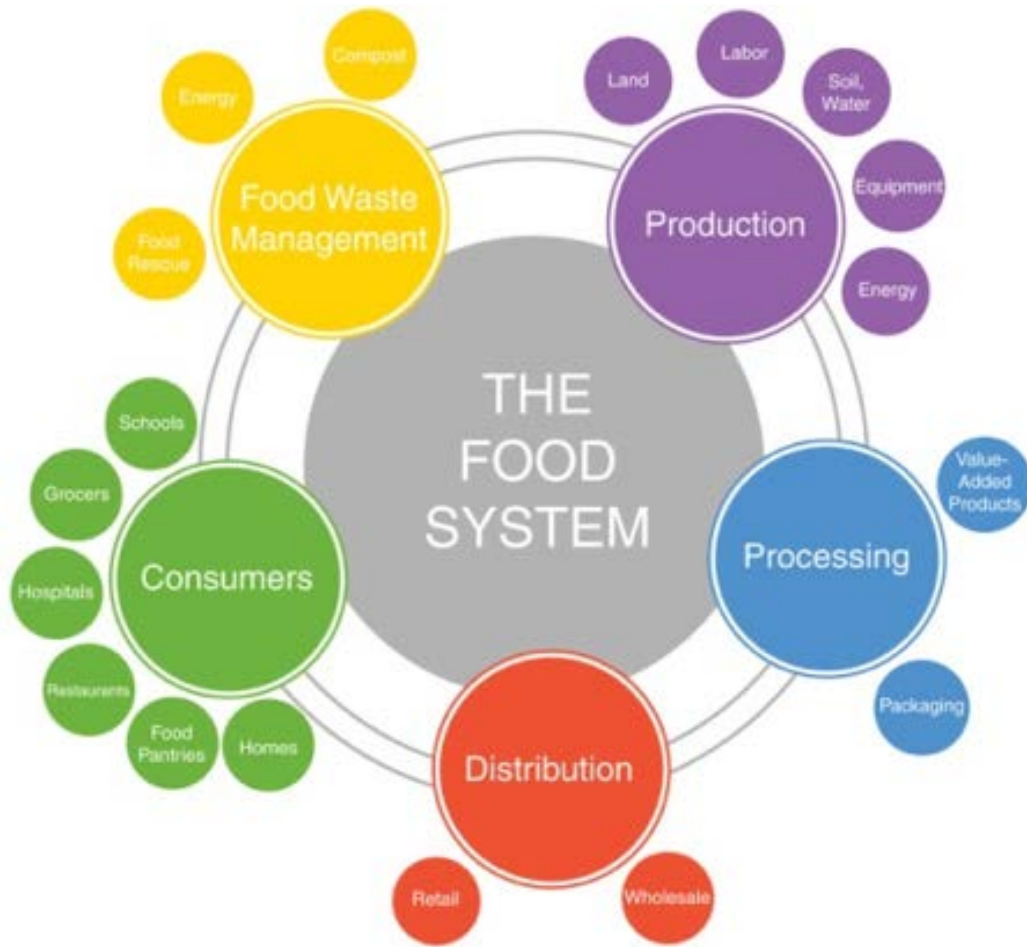 THE
FOOD
SYSTEM
Production
Land
Labor
Soil,
Water
Equipment
Energy
Processing
Value-
Added
Products
Packaging
Distribution
Wholesale
Retail
Consumers
Homes
Food
Pantries
Restaurents
Hospitals
Grocers
Schools
Food Waste
Management
Food
Rescue
Energy
Compost